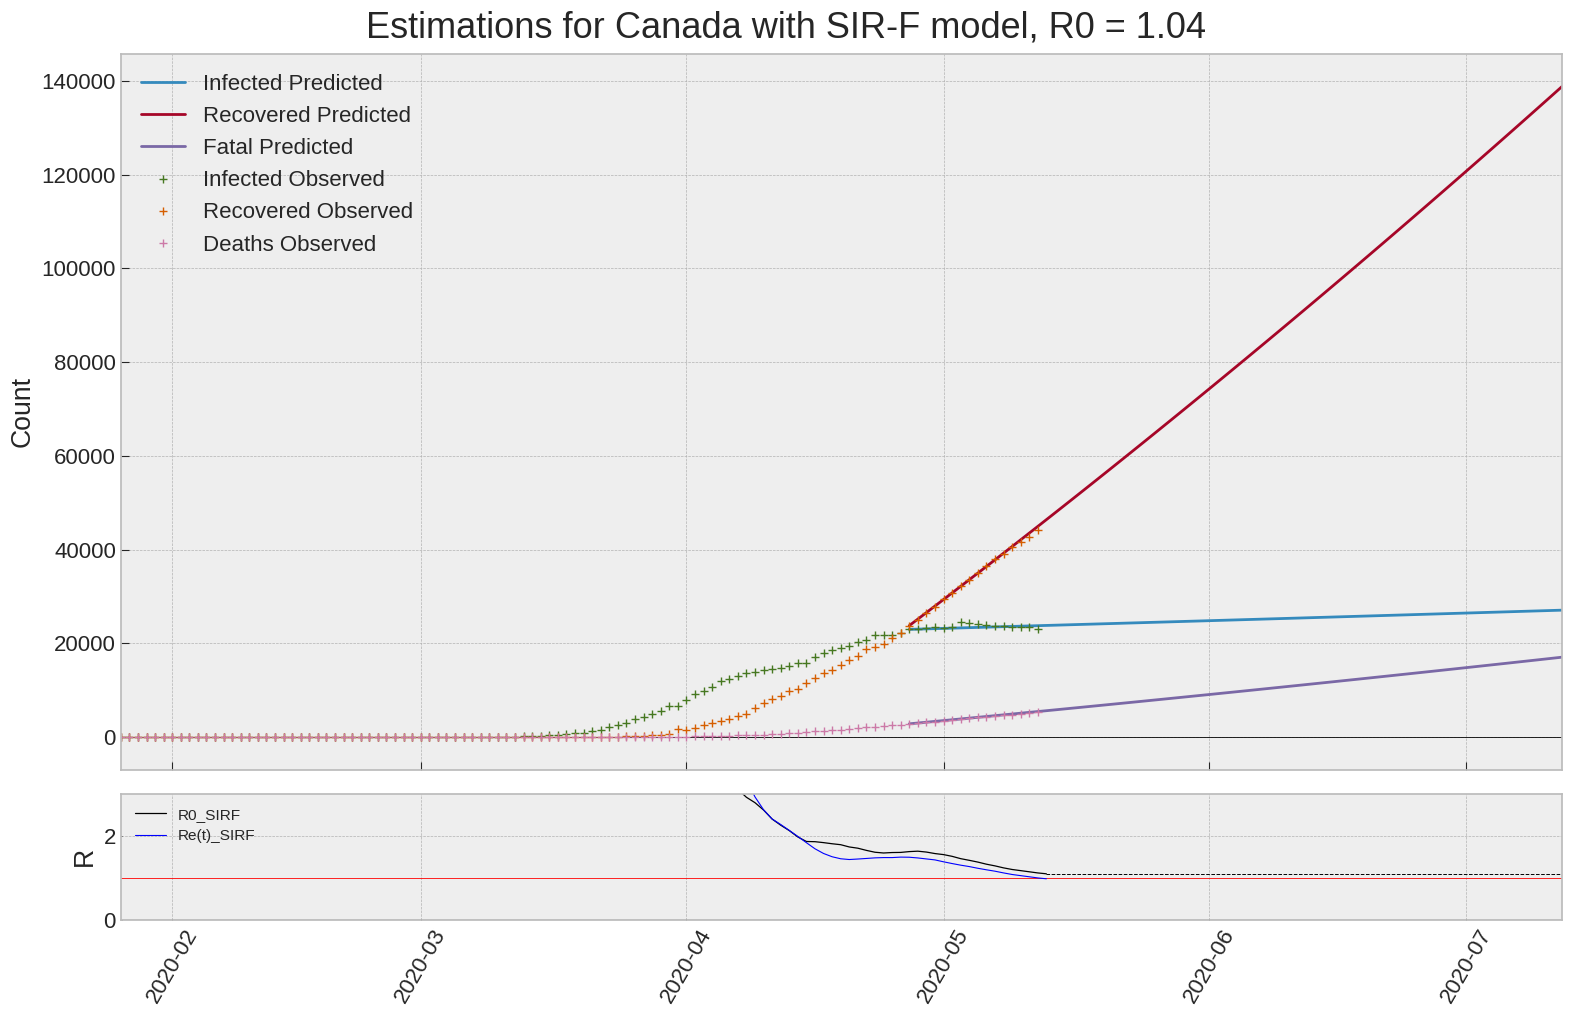 Estimations for Canada with SIR-F model, R0 = 1.04
140000
120000
100000
80000
60000
40000
20000
0
Count
Infected Predicted
Recovered Predicted
Fatal Predicted
Infected Observed
Recovered Observed
Deaths Observed
2
0
R
R0_SIRF
Re(t)_SIRF
2020-02
2020-03
2020-04
2020-05
2020-06
2020-07